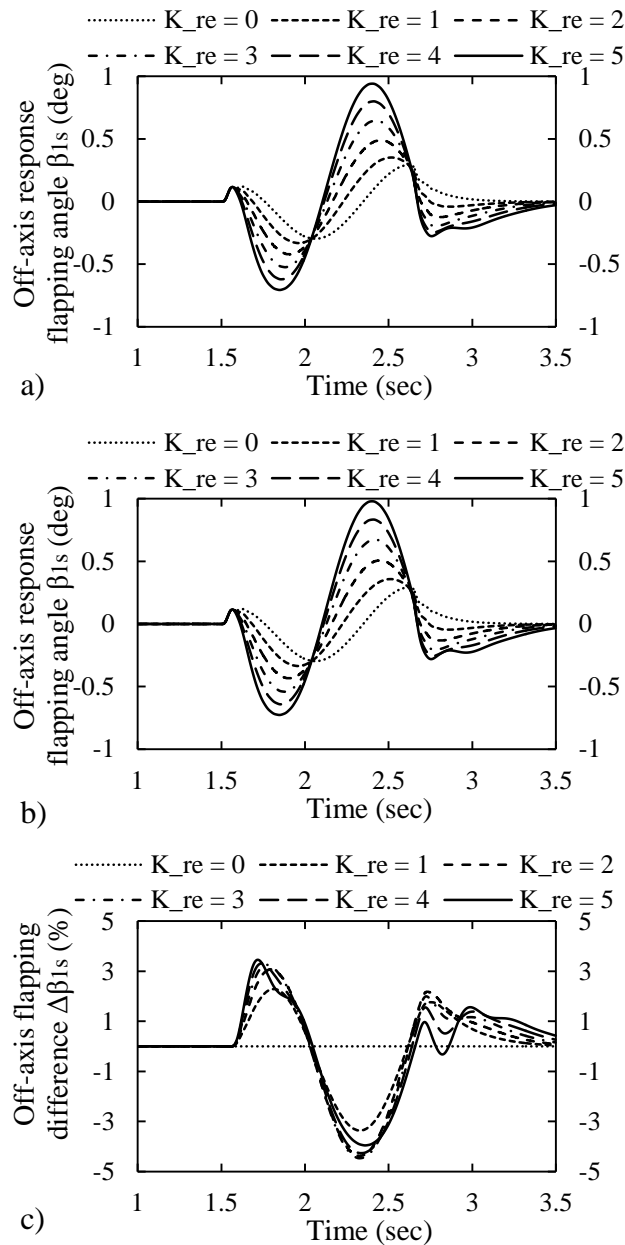 K_re = 0 K_re = 1 K_re = 2
K_re = 3 K_re = 4 K_re = 5
Off-axis response
flapping angle β1s (deg)
1 1
0.5 0.5
0 0
-0.5 -0.5
-1 -1
1 1.5 2 2.5 3 3.5
Time (sec)
a)
K_re = 0 K_re = 1 K_re = 2
K_re = 3 K_re = 4 K_re = 5
Off-axis response
flapping angle β1s (deg)
1 1
0.5 0.5
0 0
-0.5 -0.5
-1 -1
1 1.5 2 2.5 3 3.5
Time (sec)
b)
K_re = 0 K_re = 1 K_re = 2
K_re = 3 K_re = 4 K_re = 5
Off-axis flapping
difference Δβ1s (%)
5 5
3 3
1 1
-1 -1
-3 -3
-5 -5
1 1.5 2 2.5 3 3.5
Time (sec)
c)